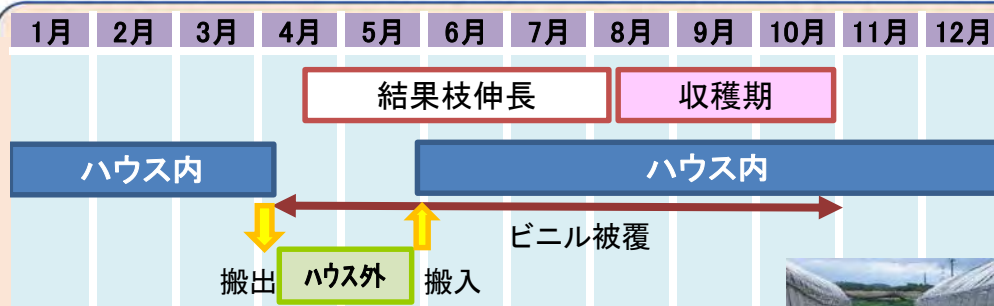 1月 2月 3月 4月 5月 6月 7月 8月 9月 10月 11月 12月
結果枝伸長 収穫期
ハウス内 ハウス内
ビニル被覆
搬出 ハウス外 搬入